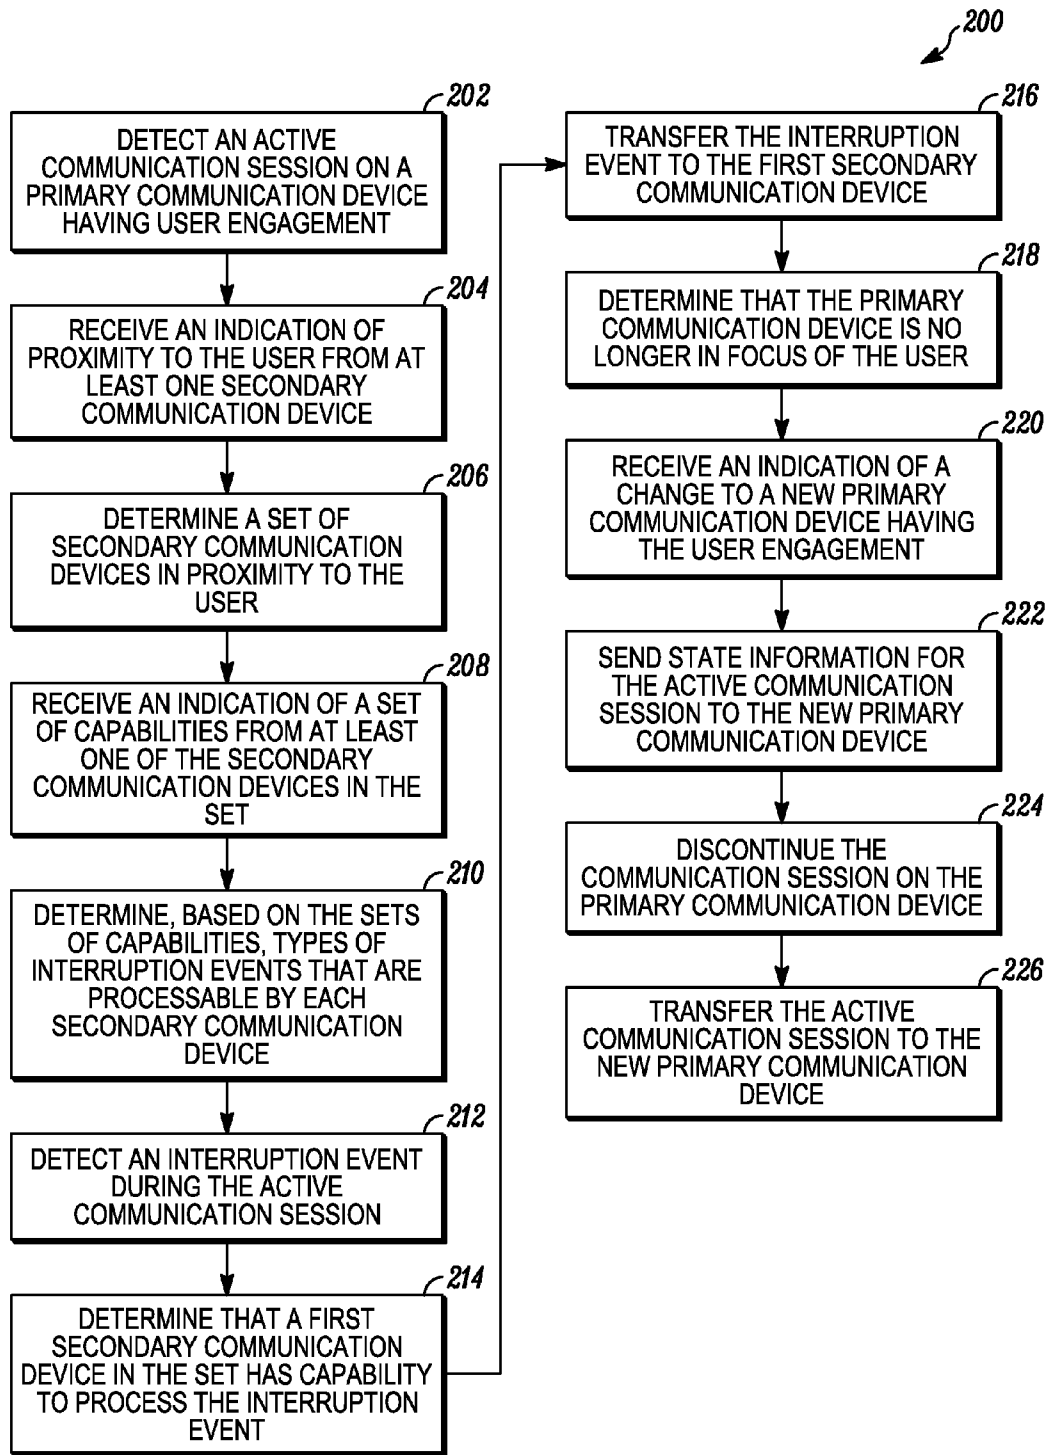 200
202
DETECT AN ACTIVE
COMMUNICATION SESSION ON A
PRIMARY COMMUNICATION DEVICE
HAVING USER ENGAGEMENT
204
RECEIVE AN INDICATION OF
PROXIMITY TO THE USER FROM AT
LEAST ONE SECONDARY
COMMUNICATION DEVICE
206
DETERMINE A SET OF
SECONDARY COMMUNICATION
DEVICES IN PROXIMITY TO THE
USER
208
RECEIVE AN INDICATION OF A SET
OF CAPABILITIES FROM AT LEAST
ONE OF THE SECONDARY
COMMUNICATION DEVICES IN THE
SET
210
DETERMINE, BASED ON THE SETS
OF CAPABILITIES, TYPES OF
INTERRUPTION EVENTS THAT ARE
PROCESSABLE BY EACH
SECONDARY COMMUNICATION
DEVICE
212
DETECT AN INTERRUPTION EVENT
DURING THE ACTIVE
COMMUNICATION SESSION
214
DETERMINE THAT A FIRST
SECONDARY COMMUNICATION
DEVICE IN THE SET HAS CAPABILITY
TO PROCESS THE INTERRUPTION
EVENT
216
TRANSFER THE INTERRUPTION
EVENT TO THE FIRST SECONDARY
COMMUNICATION DEVICE
218
DETERMINE THAT THE PRIMARY
COMMUNICATION DEVICE IS NO
LONGER IN FOCUS OF THE USER
220
RECEIVE AN INDICATION OF A
CHANGE TO A NEW PRIMARY
COMMUNICATION DEVICE HAVING
THE USER ENGAGEMENT
222
SEND STATE INFORMATION FOR
THE ACTIVE COMMUNICATION
SESSION TO THE NEW PRIMARY
COMMUNICATION DEVICE
224
DISCONTINUE THE
COMMUNICATION SESSION ON THE
PRIMARY COMMUNICATION DEVICE
226
TRANSFER THE ACTIVE
COMMUNICATION SESSION TO THE
NEW PRIMARY COMMUNICATION
DEVICE